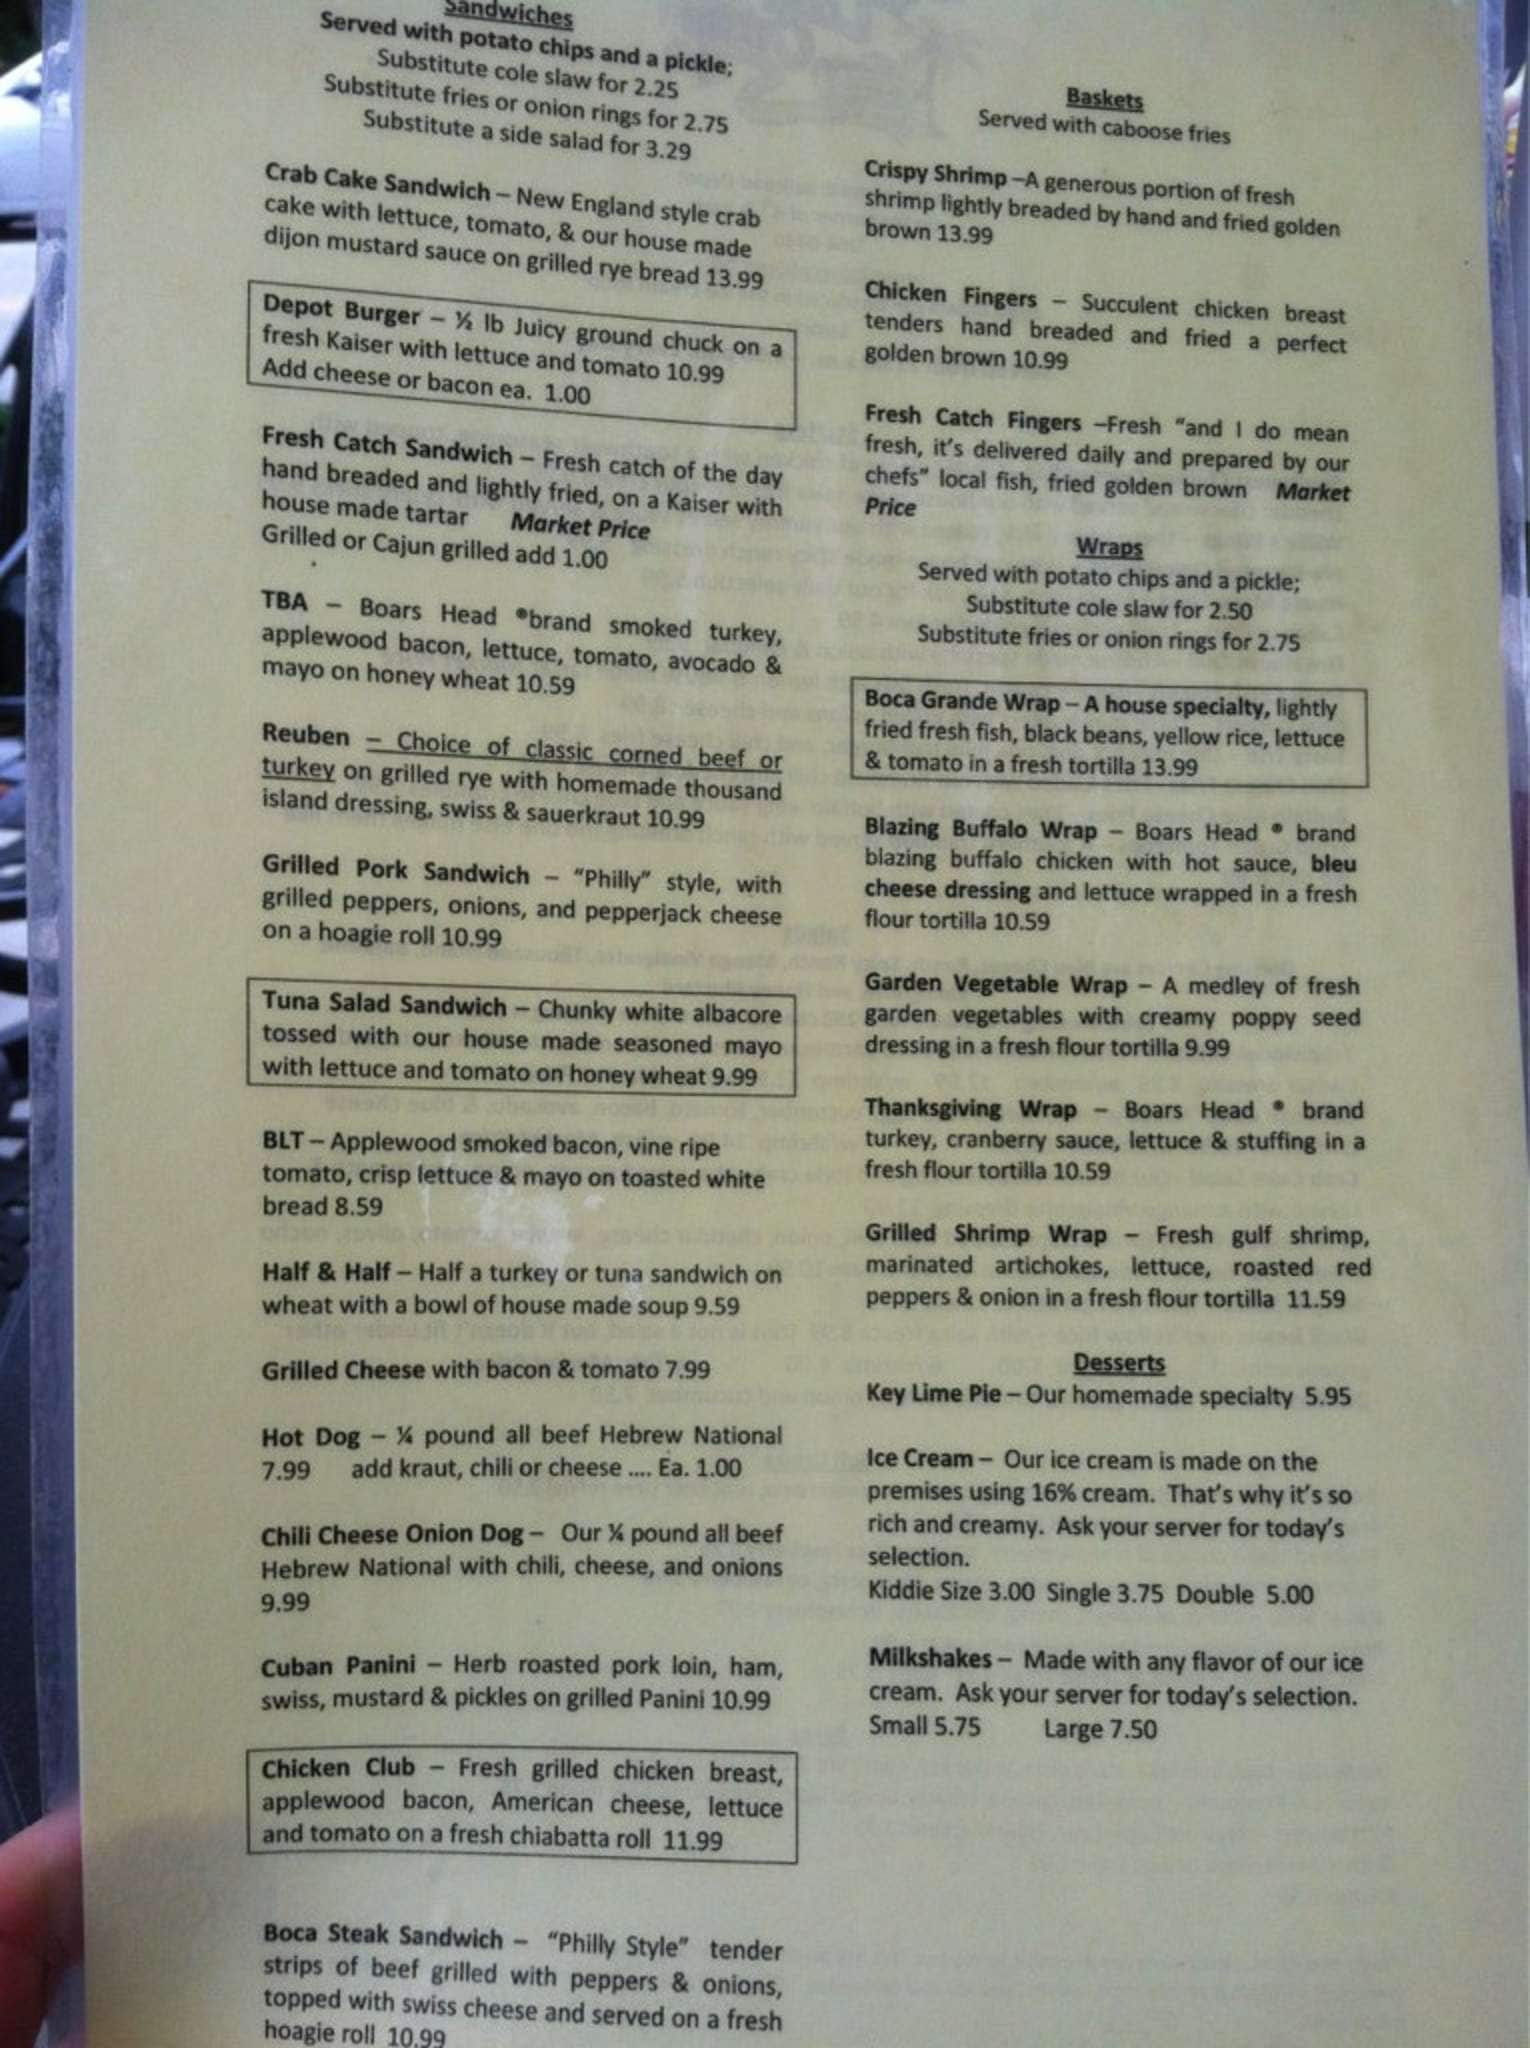 Sandwiches
Served with potato chips and a pickle;
Substitute cole slaw for 2.25
Substitute fries or onion rings for 2.75
Substitute a side salad for 3.29
Crab Cake Sandwich – New England style crab
cake with lettuce, tomato, & our house made
dijon mustard sauce on grilled rye bread 13.99
Depot Burger – ½ lb Juicy ground chuck on a
fresh Kaiser with lettuce and tomato 10.99
Add cheese or bacon ea. 1.00
Fresh Catch Sandwich – Fresh catch of the day
hand breaded and lightly fried, on a Kaiser with
house made tartar Market Price
Grilled or Cajun grilled add 1.00
TBA – Boars Head ®brand smoked turkey,
applewood bacon, lettuce, tomato, avocado &
mayo on honey wheat 10.59
Reuben – Choice of classic corned beef or
turkey on grilled rye with homemade thousand
island dressing, swiss & sauerkraut 10.99
Grilled Pork Sandwich – “Philly” style, with
grilled peppers, onions, and pepperjack cheese
on a hoagie roll 10.99
Tuna Salad Sandwich – Chunky white albacore
tossed with our house made seasoned mayo
with lettuce and tomato on honey wheat 9.99
BLT – Applewood smoked bacon, vine ripe
tomato, crisp lettuce & mayo on toasted white
bread 8.59
Half & Half – Half a turkey or tuna sandwich on
wheat with a bowl of house made soup 9.59
Grilled Cheese with bacon & tomato 7.99
Hot Dog – ¼ pound all beef Hebrew National
7.99 add kraut, chili or cheese .... Ea. 1.00
Chili Cheese Onion Dog – Our ¼ pound all beef
Hebrew National with chili, cheese, and onions
9.99
Cuban Panini – Herb roasted pork loin, ham,
swiss, mustard & pickles on grilled Panini 10.99
Chicken Club – Fresh grilled chicken breast,
applewood bacon, American cheese, lettuce
and tomato on a fresh chiabatta roll 11.99
Boca Steak Sandwich – “Philly Style” tender
strips of beef grilled with peppers & onions,
topped with swiss cheese and served on a fresh
hoagie roll 10.99
Baskets
Served with caboose fries
Crispy Shrimp –A generous portion of fresh
shrimp lightly breaded by hand and fried golden
brown 13.99
Chicken Fingers – Succulent chicken breast
tenders hand breaded and fried a perfect
golden brown 10.99
Fresh Catch Fingers –Fresh “and I do mean
fresh, it’s delivered daily and prepared by our
chefs” local fish, fried golden brown Market
Price
Wraps
Served with potato chips and a pickle;
Substitute cole slaw for 2.50
Substitute fries or onion rings for 2.75
Boca Grande Wrap – A house specialty, lightly
fried fresh fish, black beans, yellow rice, lettuce
& tomato in a fresh tortilla 13.99
Blazing Buffalo Wrap – Boars Head ® brand
blazing buffalo chicken with hot sauce, bleu
cheese dressing and lettuce wrapped in a fresh
flour tortilla 10.59
Garden Vegetable Wrap – A medley of fresh
garden vegetables with creamy poppy seed
dressing in a fresh flour tortilla 9.99
Thanksgiving Wrap – Boars Head ® brand
turkey, cranberry sauce, lettuce & stuffing in a
fresh flour tortilla 10.59
Grilled Shrimp Wrap – Fresh gulf shrimp,
marinated artichokes, lettuce, roasted red
peppers & onion in a fresh flour tortilla 11.59
Desserts
Key Lime Pie – Our homemade specialty 5.95
Ice Cream – Our ice cream is made on the
premises using 16% cream. That’s why it’s so
rich and creamy. Ask your server for today’s
selection.
Kiddie Size 3.00 Single 3.75 Double 5.00
Milkshakes – Made with any flavor of our ice
cream. Ask your server for today’s selection.
Small 5.75 Large 7.50